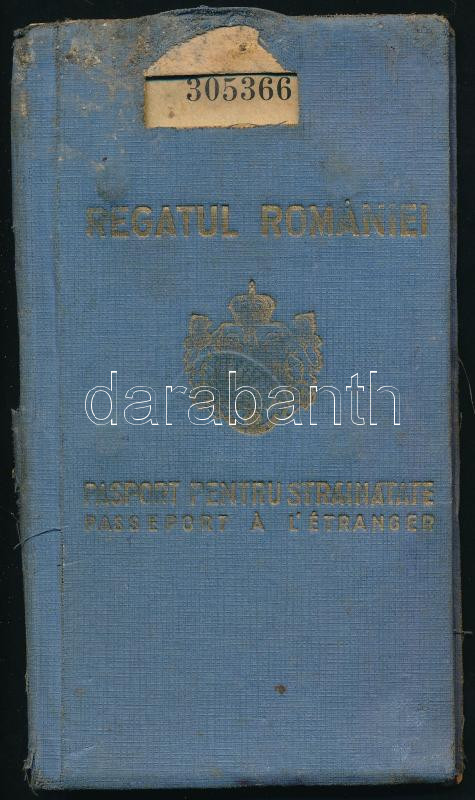 305366
REGATUL ROMÂNIEI
darabanth
PASPORT PENTRU STRAINATATE
PASSEPORT À L'ÉTRANGER